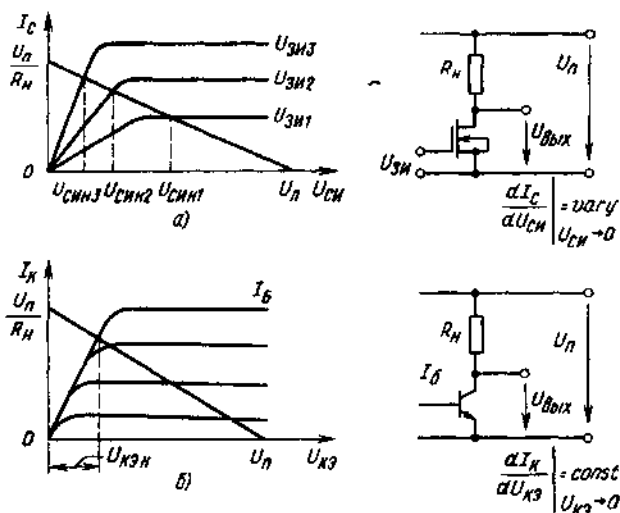 I_C
U_П
R_Н
U_ЗИ3
U_ЗИ2
U_ЗИ1
0
U_СИН3 U_СИН2 U_СИН1 U_П U_СИ
а)
R_Н
U_П
U_ЗИ
U_Вых
dI_C
dU_СИ
= vary
U_СИ→0
I_К
U_П
R_Н
I_б
0
U_КЭК
U_П U_КЭ
б)
R_Н
U_П
I_б
U_Вых
dI_К
dU_КЭ
= const
U_КЭ→0